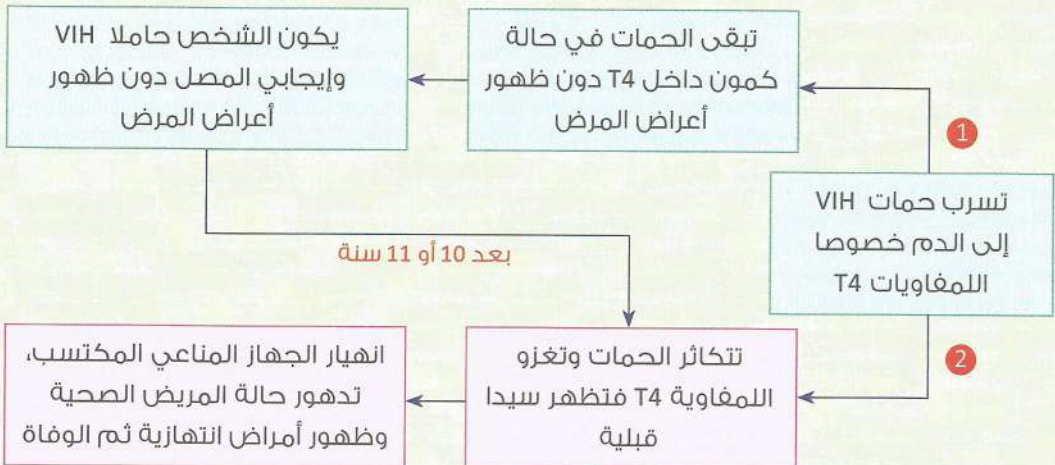 تسرب حمات VIH
إلى الدم خصوصا
اللمفاويات T4
1
تبقى الحمات في حالة
كمون داخل T4 دون ظهور
أعراض المرض
يكون الشخص حاملا VIH
وإيجابي المصل دون ظهور
أعراض المرض
بعد 10 أو 11 سنة
2
تتكاثر الحمات وتغزو
اللمفاوية T4 فتظهر سيدا
قبلية
انهيار الجهاز المناعي المكتسب،
تدهور حالة المريض الصحية
وظهور أمراض انتهازية ثم الوفاة